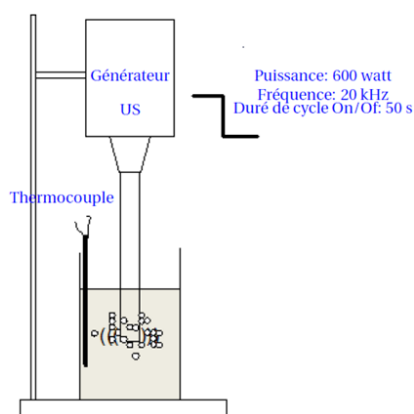 Générateur
US
Puissance: 600 watt
Fréquence: 20 kHz
Duré de cycle On/Of: 50 s
Thermocouple